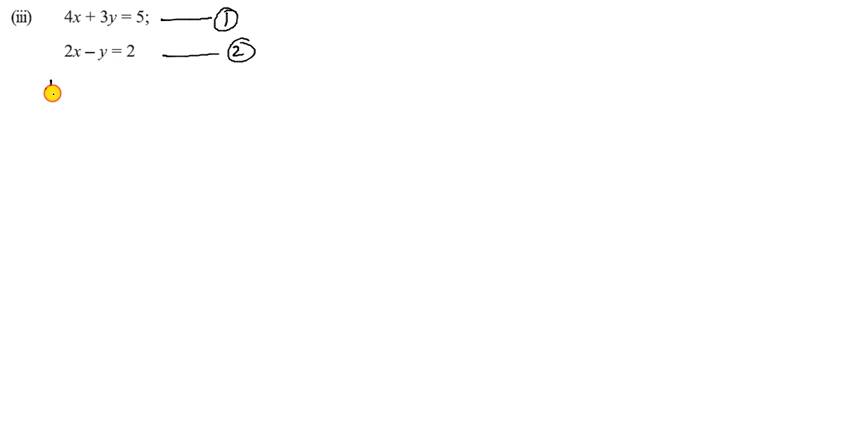 (iii) 4x + 3y = 5; —— ①
2x – y = 2 —— ②